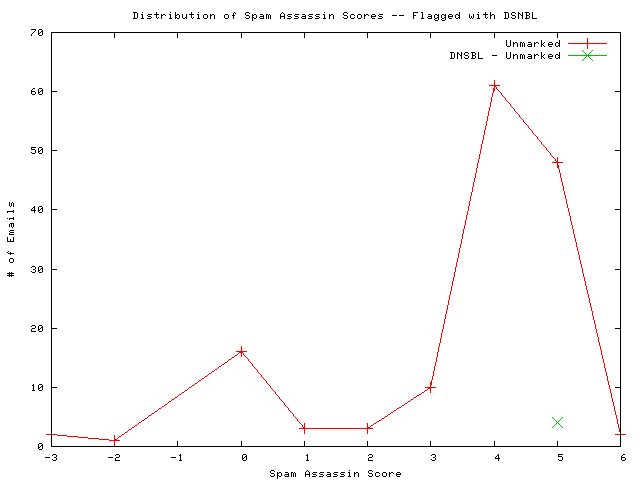 Distribution of Spam Assassin Scores -- Flagged with DSNBL
70
Unmarked
DNSBL - Unmarked
60
50
40
# of Emails
30
20
10
0
-3 -2 -1 0 1 2 3 4 5 6
Spam Assassin Score